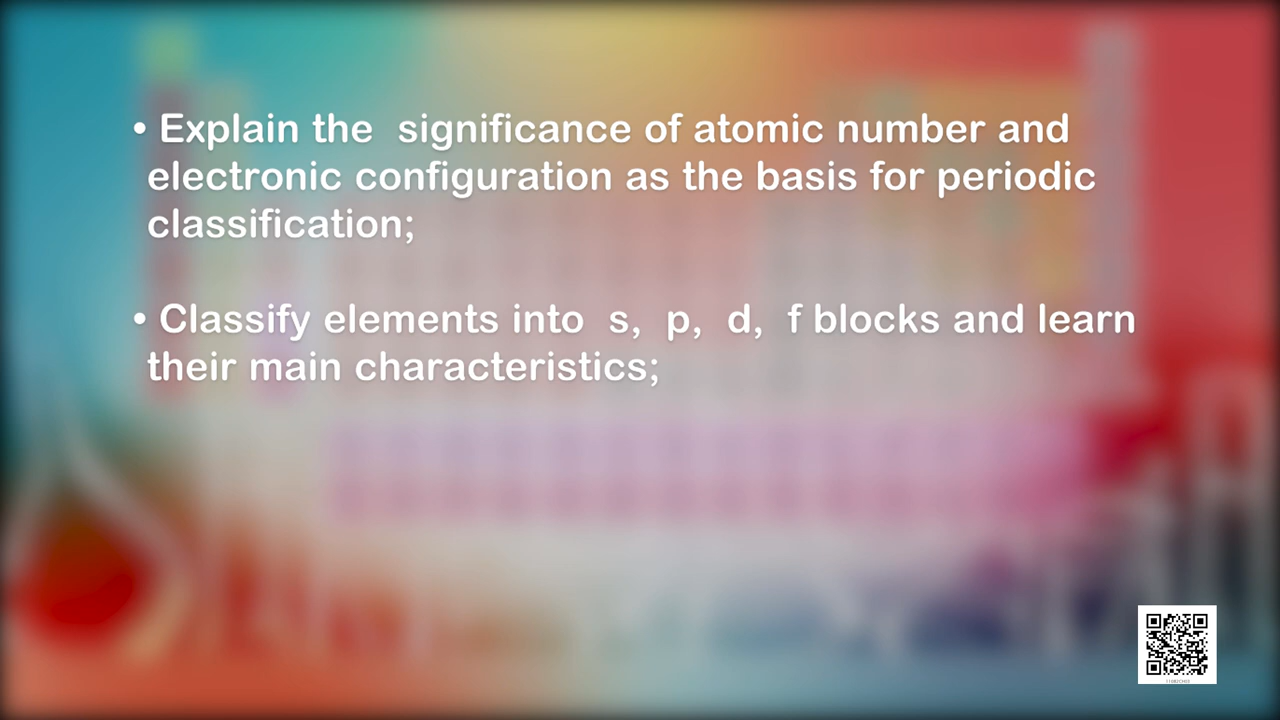 • Explain the significance of atomic number and
electronic configuration as the basis for periodic
classification;
• Classify elements into s, p, d, f blocks and learn
their main characteristics;